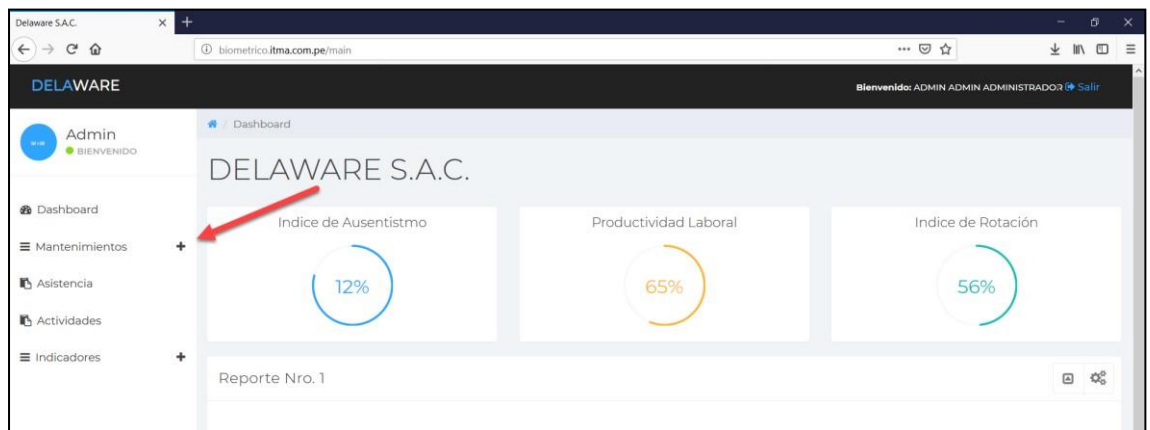 Delaware S.A.C.
biometrico.itma.com.pe/main
DELAWARE
Bienvenido: ADMIN ADMIN ADMINISTRADOR Salir
Admin
BIENVENIDO
/ Dashboard
DELAWARE S.A.C.
Dashboard
Mantenimientos
Asistencia
Actividades
Indicadores
Indice de Ausentistmo
12%
Productividad Laboral
65%
Indice de Rotación
56%
Reporte Nro. 1